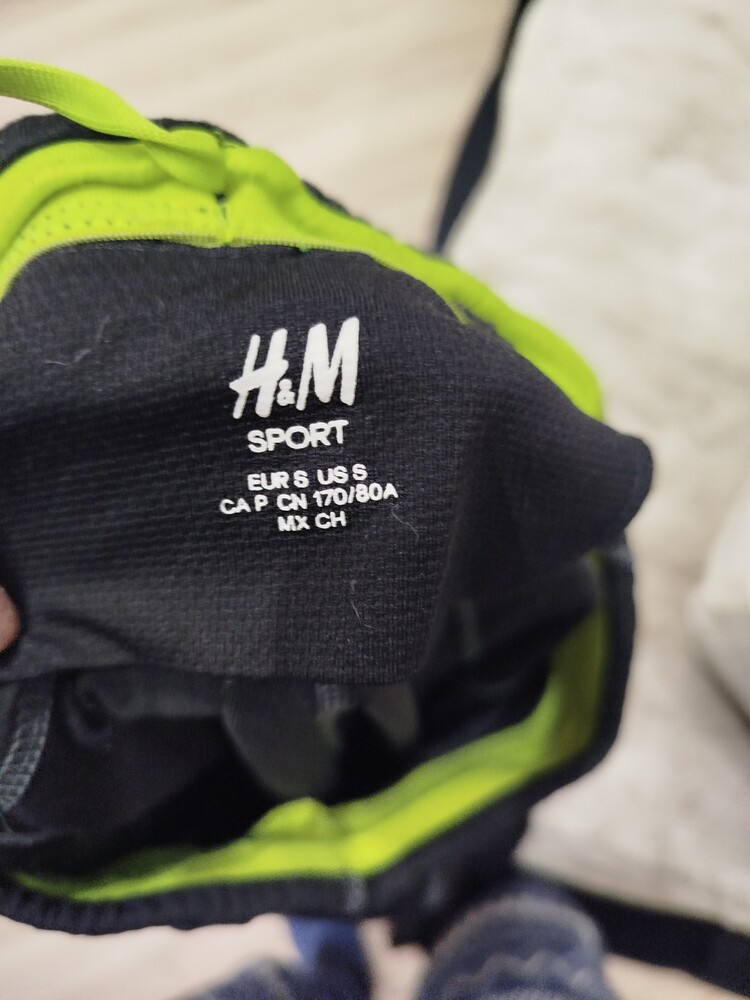 H&M
SPORT
EUR S US S
CA P CN 170/80A
MX CH